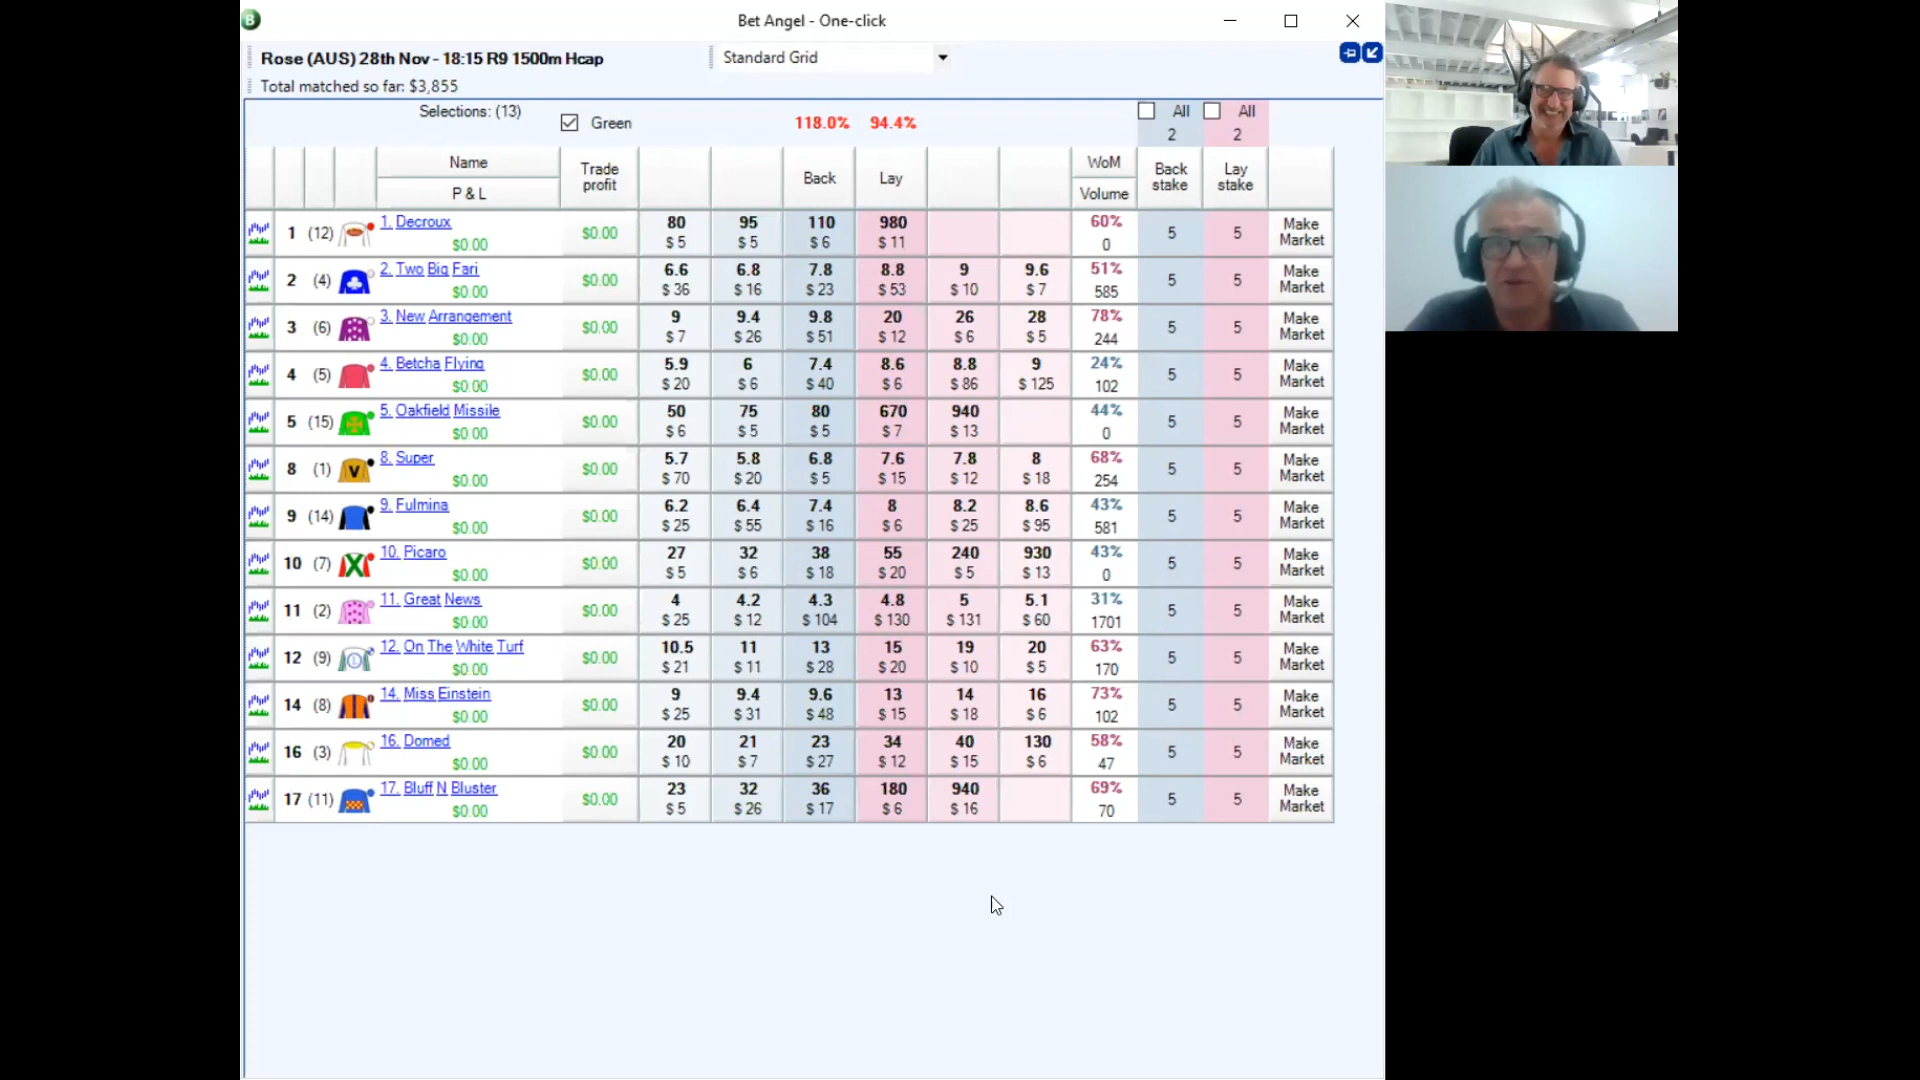 Bet Angel - One-click
Rose (AUS) 28th Nov - 18:15 R9 1500m Hcap
Standard Grid
Total matched so far: $3,855
Selections: (13)
Green
118.0% 94.4%
All All
2 2
Name Trade profit Back Lay WoM Back stake Lay stake
P & L Volume
1 (12) 1. Decroux $0.00 80 95 110 980 60% 5 5 Make Market
$0.00 $ 5 $ 5 $ 6 $ 11 0
2 (4) 2. Two Big Fari $0.00 6.6 6.8 7.8 8.8 9 9.6 51% 5 5 Make Market
$0.00 $ 36 $ 16 $ 23 $ 53 $ 10 $ 7 585
3 (6) 3. New Arrangement $0.00 9 9.4 9.8 20 26 28 78% 5 5 Make Market
$0.00 $ 7 $ 26 $ 51 $ 12 $ 6 $ 5 244
4 (5) 4. Betcha Flying $0.00 5.9 6 7.4 8.6 8.8 9 24% 5 5 Make Market
$0.00 $ 20 $ 6 $ 40 $ 6 $ 86 $ 125 102
5 (15) 5. Oakfield Missile $0.00 50 75 80 670 940 44% 5 5 Make Market
$0.00 $ 6 $ 5 $ 5 $ 7 $ 13 0
8 (1) V 8. Super $0.00 5.7 5.8 6.8 7.6 7.8 8 68% 5 5 Make Market
$0.00 $ 70 $ 20 $ 5 $ 15 $ 12 $ 18 254
9 (14) 9. Fulmina $0.00 6.2 6.4 7.4 8 8.2 8.6 43% 5 5 Make Market
$0.00 $ 25 $ 55 $ 16 $ 6 $ 25 $ 95 581
10 (7) 10. Picaro $0.00 27 32 38 55 240 930 43% 5 5 Make Market
$0.00 $ 5 $ 6 $ 18 $ 20 $ 5 $ 13 0
11 (2) 11. Great News $0.00 4 4.2 4.3 4.8 5 5.1 31% 5 5 Make Market
$0.00 $ 25 $ 12 $ 104 $ 130 $ 131 $ 60 1701
12 (9) 12. On The White Turf $0.00 10.5 11 13 15 19 20 63% 5 5 Make Market
$0.00 $ 21 $ 11 $ 28 $ 20 $ 10 $ 5 170
14 (8) 14. Miss Einstein $0.00 9 9.4 9.6 13 14 16 73% 5 5 Make Market
$0.00 $ 25 $ 31 $ 48 $ 15 $ 18 $ 6 102
16 (3) 16. Domed $0.00 20 21 23 34 40 130 58% 5 5 Make Market
$0.00 $ 10 $ 7 $ 27 $ 12 $ 15 $ 6 47
17 (11) 17. Bluff N Bluster $0.00 23 32 36 180 940 69% 5 5 Make Market
$0.00 $ 5 $ 26 $ 17 $ 6 $ 16 70